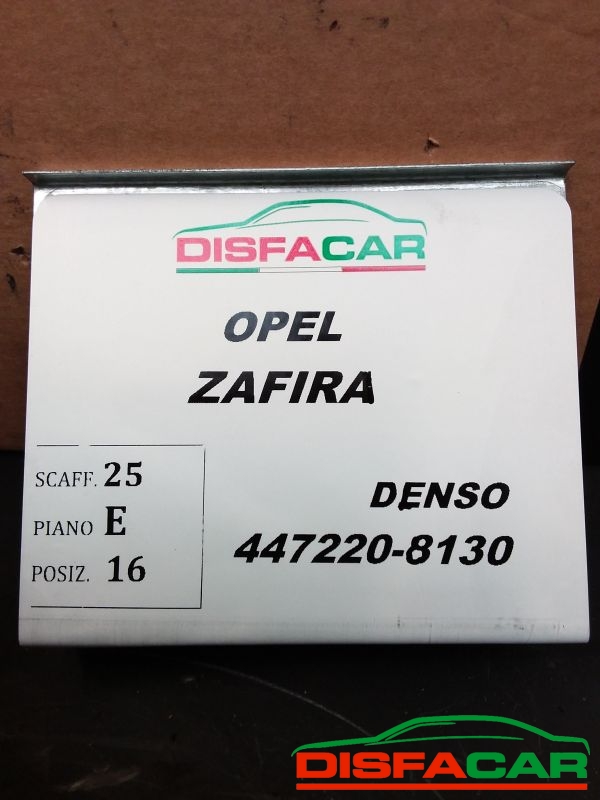 DISFACAR
OPEL
ZAFIRA
SCAFF. 25
PIANO E
POSIZ. 16
DENSO
447220-8130
DISFACAR